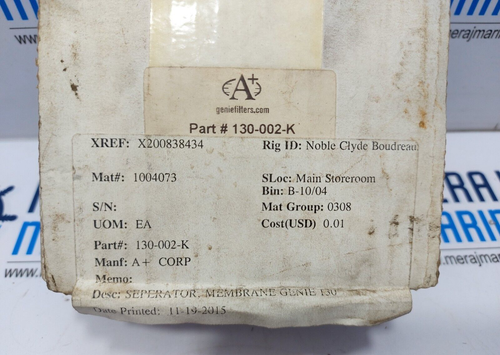 A+
geniefilters.com
Part # 130-002-K
XREF: X200838434 Rig ID: Noble Clyde Boudreau
Mat#: 1004073 SLoc: Main Storeroom
Bin: B-10/04
S/N: Mat Group: 0308
UOM: EA Cost(USD) 0.01
Part#: 130-002-K
Manf: A+ CORP
Memo:
Desc: SEPERATOR, MEMBRANE GENIE 130
Date Printed: 11-19-2015